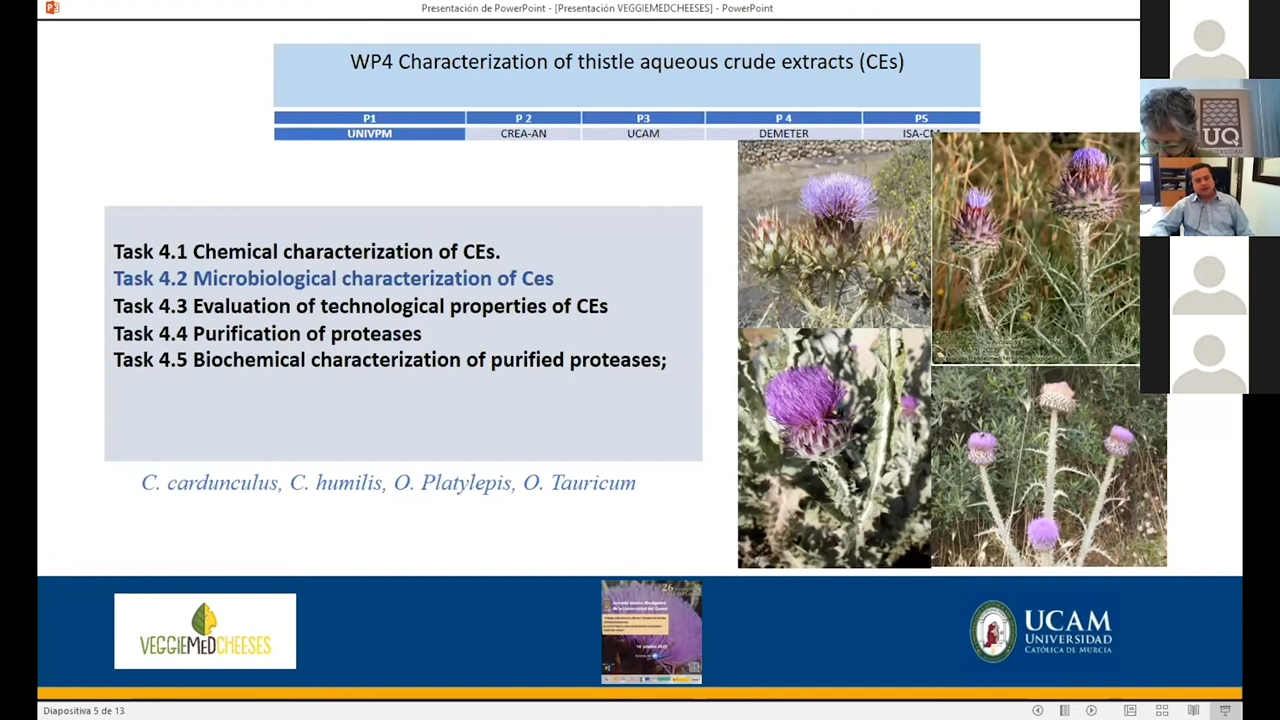 Presentación de PowerPoint - [Presentación VEGGIEMEDCHEESES] - PowerPoint
WP4 Characterization of thistle aqueous crude extracts (CEs)
P1 P 2 P3 P 4 P5
UNIVPM CREA-AN UCAM DEMETER
UQ
Task 4.1 Chemical characterization of CEs.
Task 4.2 Microbiological characterization of Ces
Task 4.3 Evaluation of technological properties of CEs
Task 4.4 Purification of proteases
Task 4.5 Biochemical characterization of purified proteases;
C. cardunculus, C. humilis, O. Platylepis, O. Tauricum
VEGGIEMEDCHEESES
26
UCAM
UNIVERSIDAD
CATÓLICA DE MURCIA
Diapositiva 5 de 13